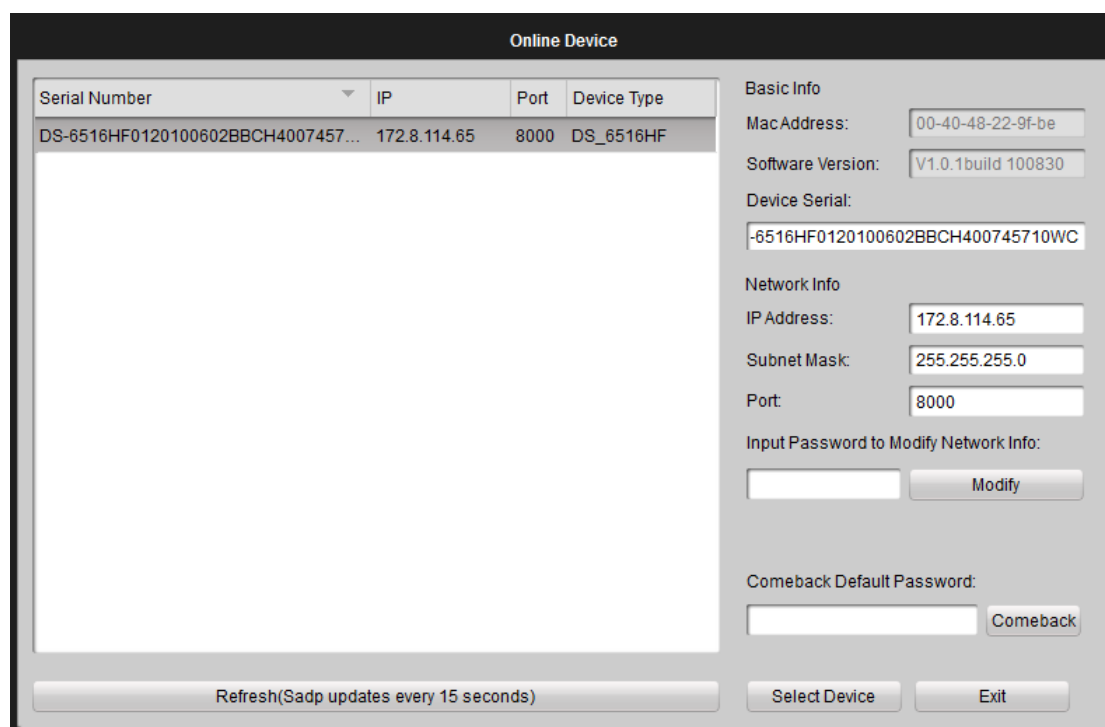 Online Device
Serial Number IP Port Device Type
DS-6516HF0120100602BBCH4007457... 172.8.114.65 8000 DS_6516HF
Refresh(Sadp updates every 15 seconds)
Basic Info
Mac Address: 00-40-48-22-9f-be
Software Version: V1.0.1build 100830
Device Serial:
-6516HF0120100602BBCH400745710WC
Network Info
IP Address: 172.8.114.65
Subnet Mask: 255.255.255.0
Port: 8000
Input Password to Modify Network Info:
Modify
Comeback Default Password:
Comeback
Select Device Exit